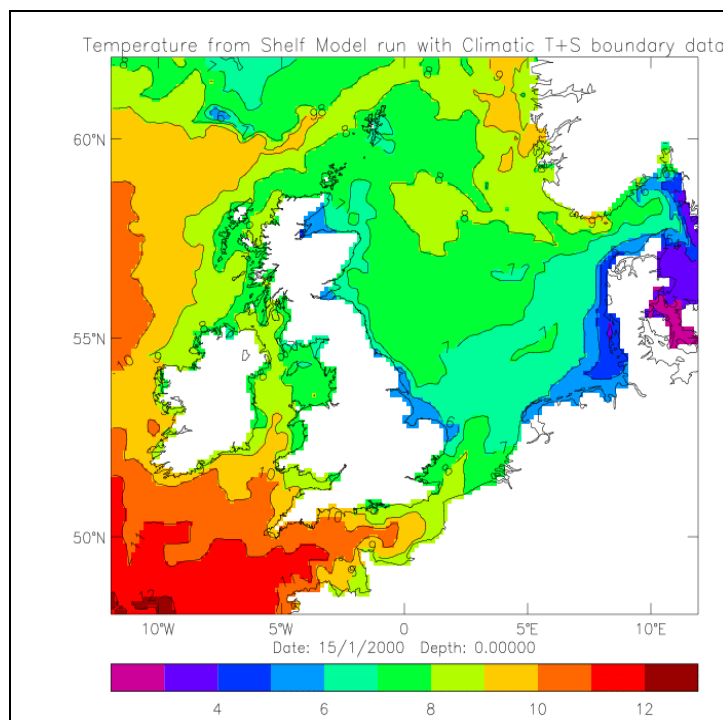 Temperature from Shelf Model run with Climatic T+S boundary data
60°N
55°N
50°N
10°W 5°W 0 5°E 10°E
Date: 15/1/2000 Depth: 0.00000
4 6 8 10 12